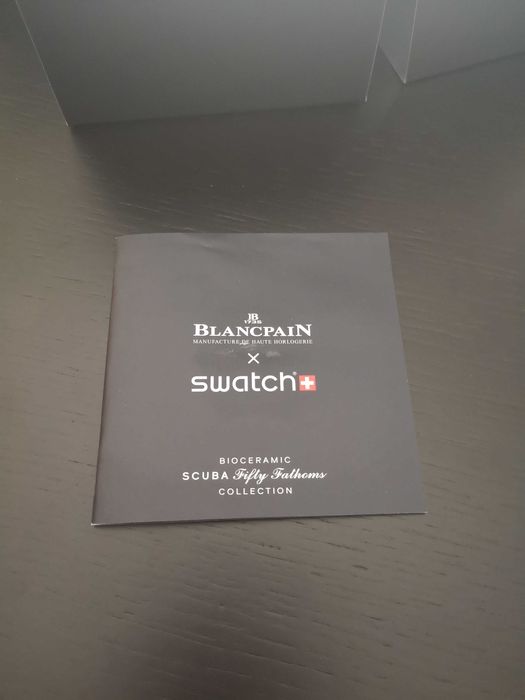 JB
1735
BLANCPAIN
MANUFACTURE DE HAUTE HORLOGERIE
×
swatch
BIOCERAMIC
SCUBA Fifty Fathoms
COLLECTION